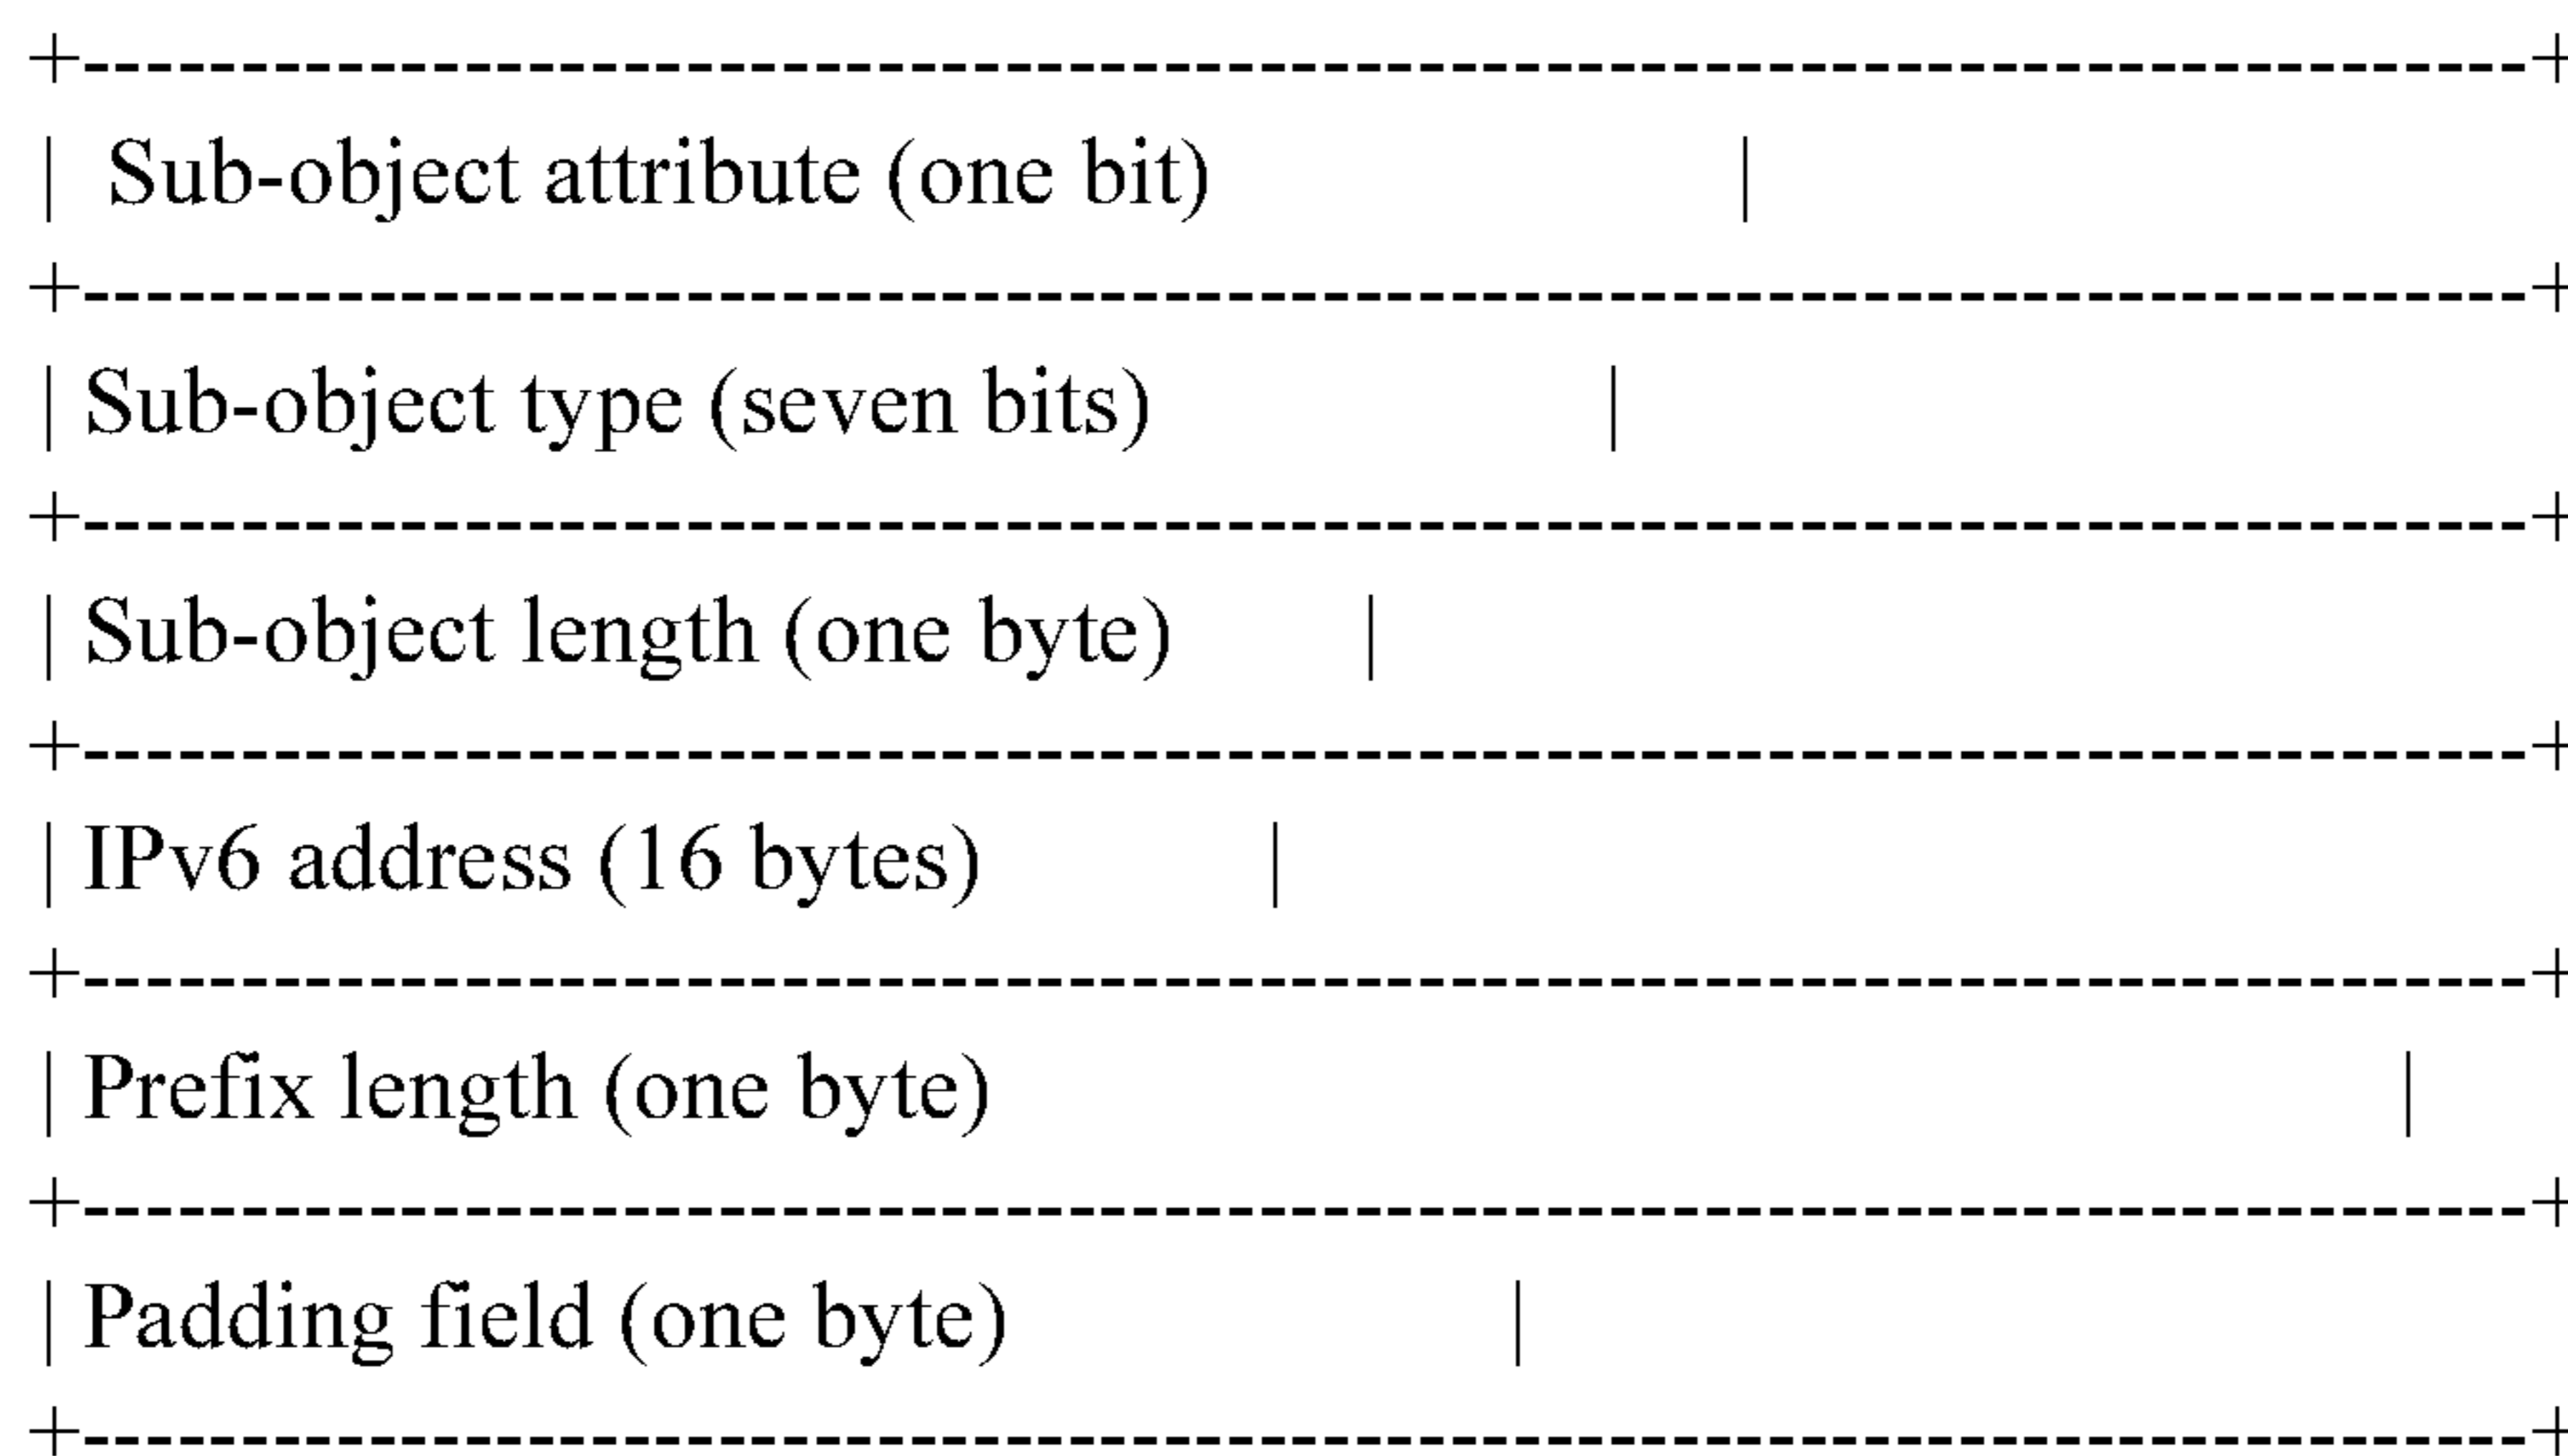 +-----------------------------------------------------------------------------+
| Sub-object attribute (one bit) |
+-----------------------------------------------------------------------------+
| Sub-object type (seven bits) |
+-----------------------------------------------------------------------------+
| Sub-object length (one byte) |
+-----------------------------------------------------------------------------+
| IPv6 address (16 bytes) |
+-----------------------------------------------------------------------------+
| Prefix length (one byte) |
+-----------------------------------------------------------------------------+
| Padding field (one byte) |
+-----------------------------------------------------------------------------+